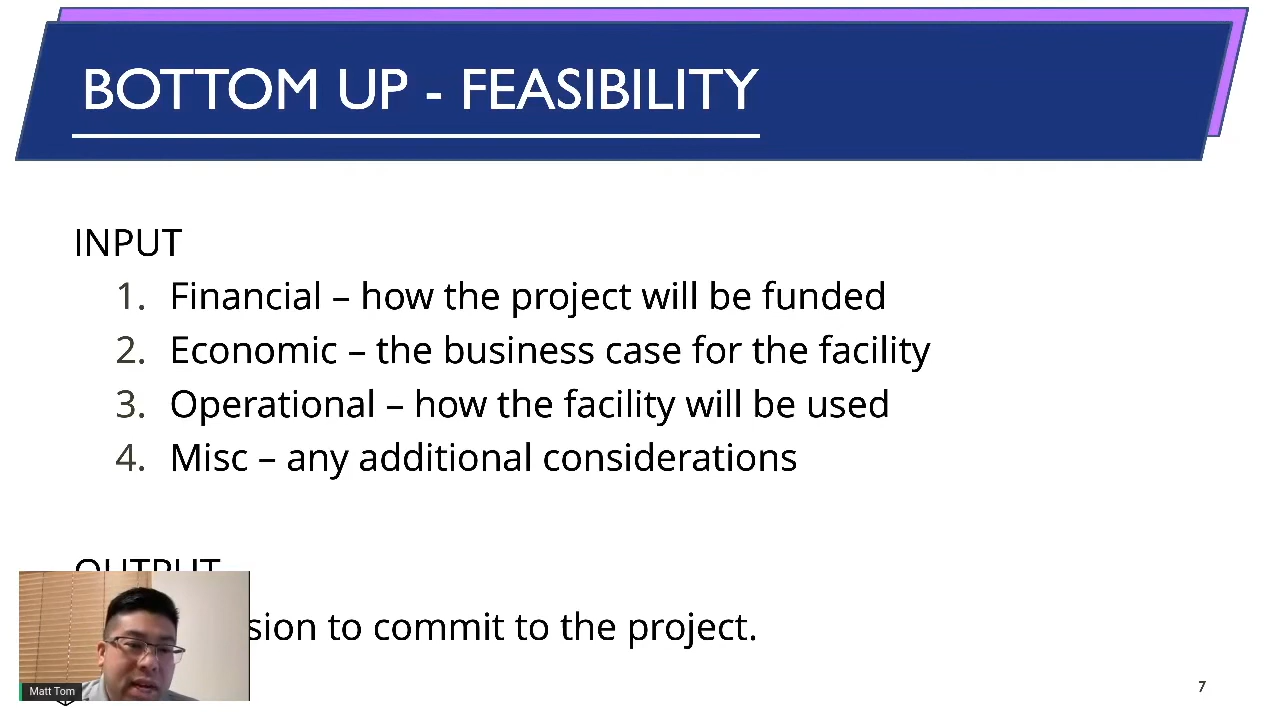 BOTTOM UP - FEASIBILITY
INPUT
1. Financial – how the project will be funded
2. Economic – the business case for the facility
3. Operational – how the facility will be used
4. Misc – any additional considerations
OUTPUT
sion to commit to the project.
Matt Tom
7